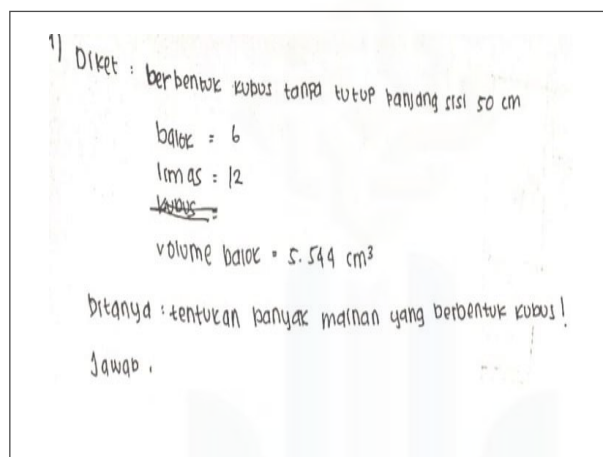 1) Diket : berbentuk kubus tanpa tutup panjang sisi 50 cm
balok = 6
limas = 12
kubus =
volume balok = 5.544 cm³
Ditanya : tentukan banyak mainan yang berbentuk kubus!
Jawab.